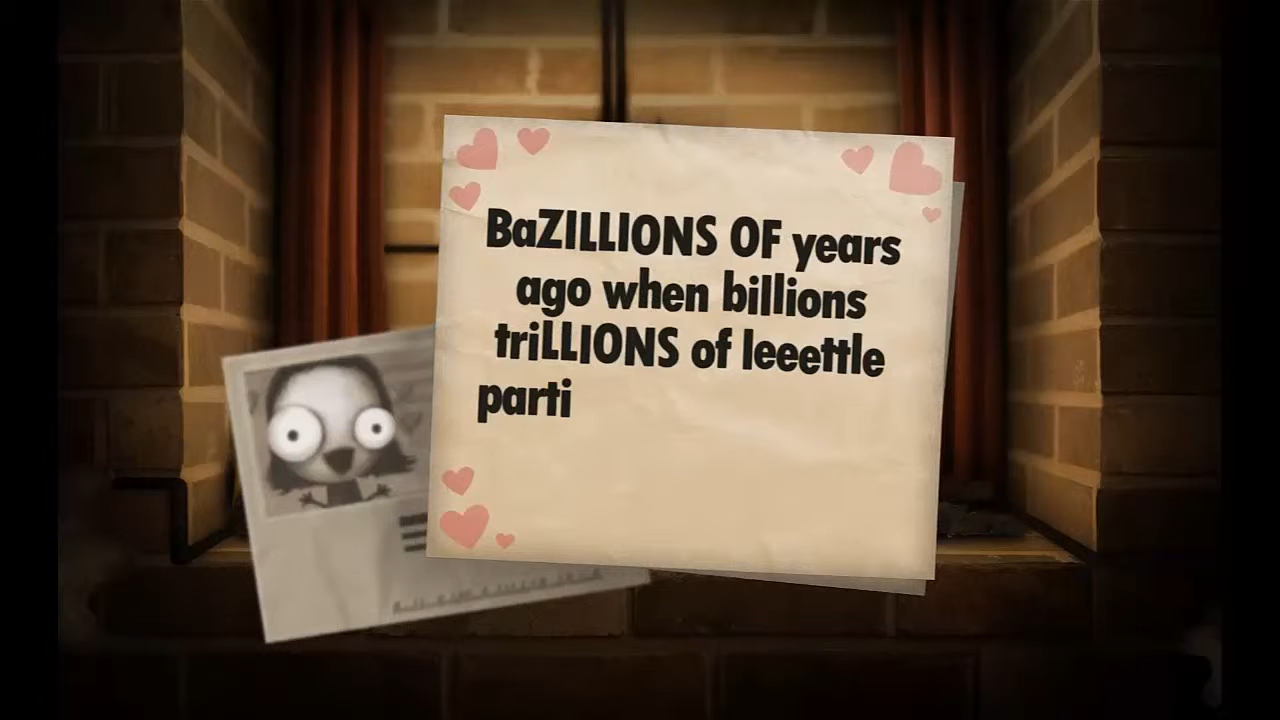 BaZILLIONS OF years
ago when billions
triLLIONS of leeettle
parti